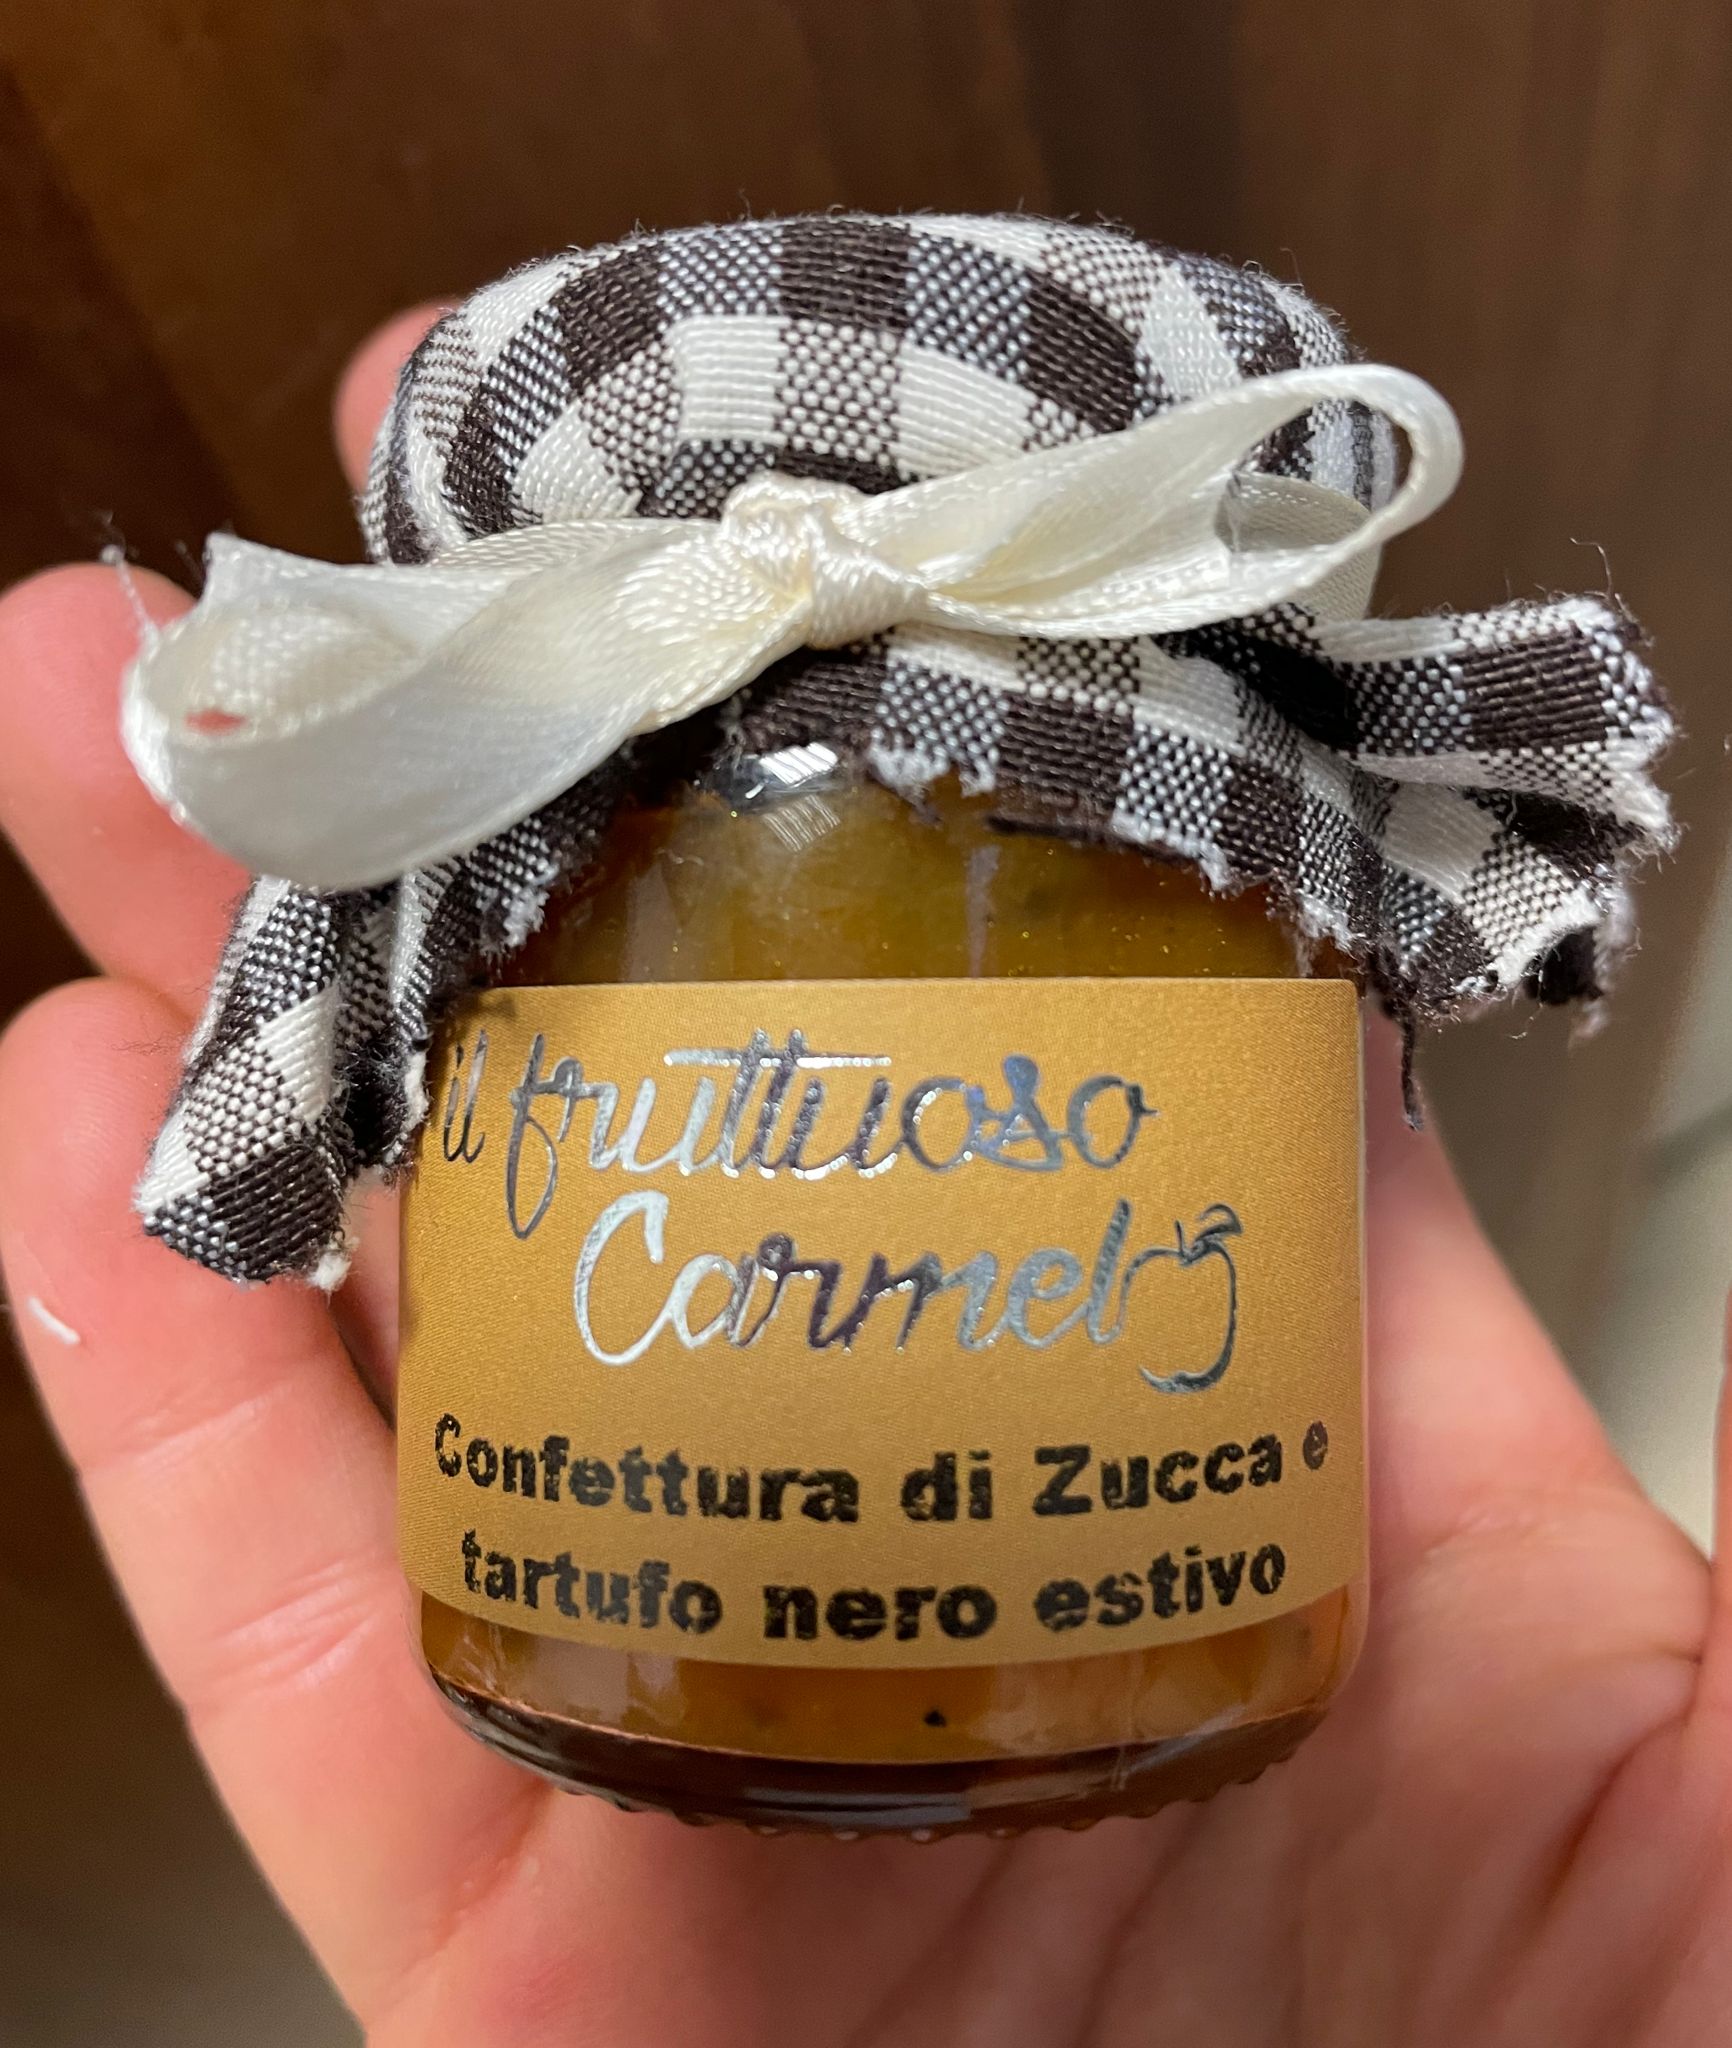 il fruttuoso
Carmelo
Confettura di Zucca e
tartufo nero estivo